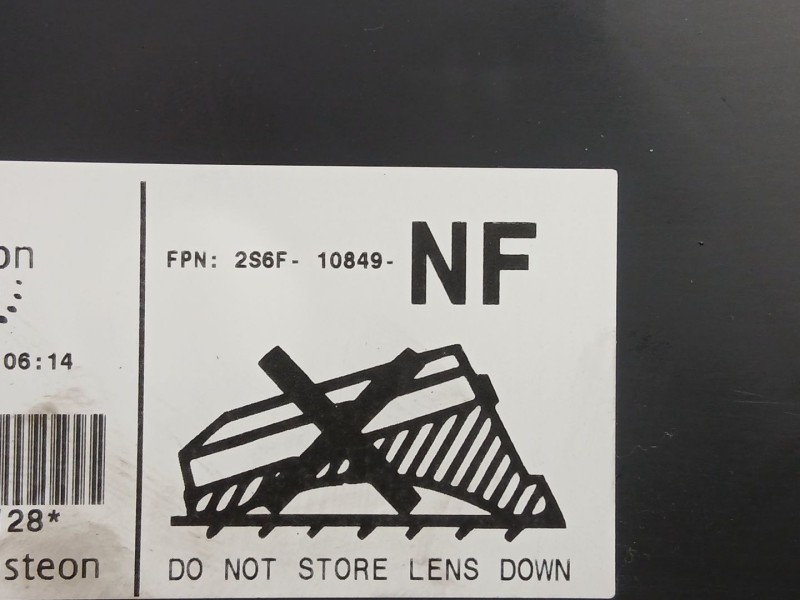 on
FPN: 2S6F- 10849-NF
06:14
28*
steon
DO NOT STORE LENS DOWN